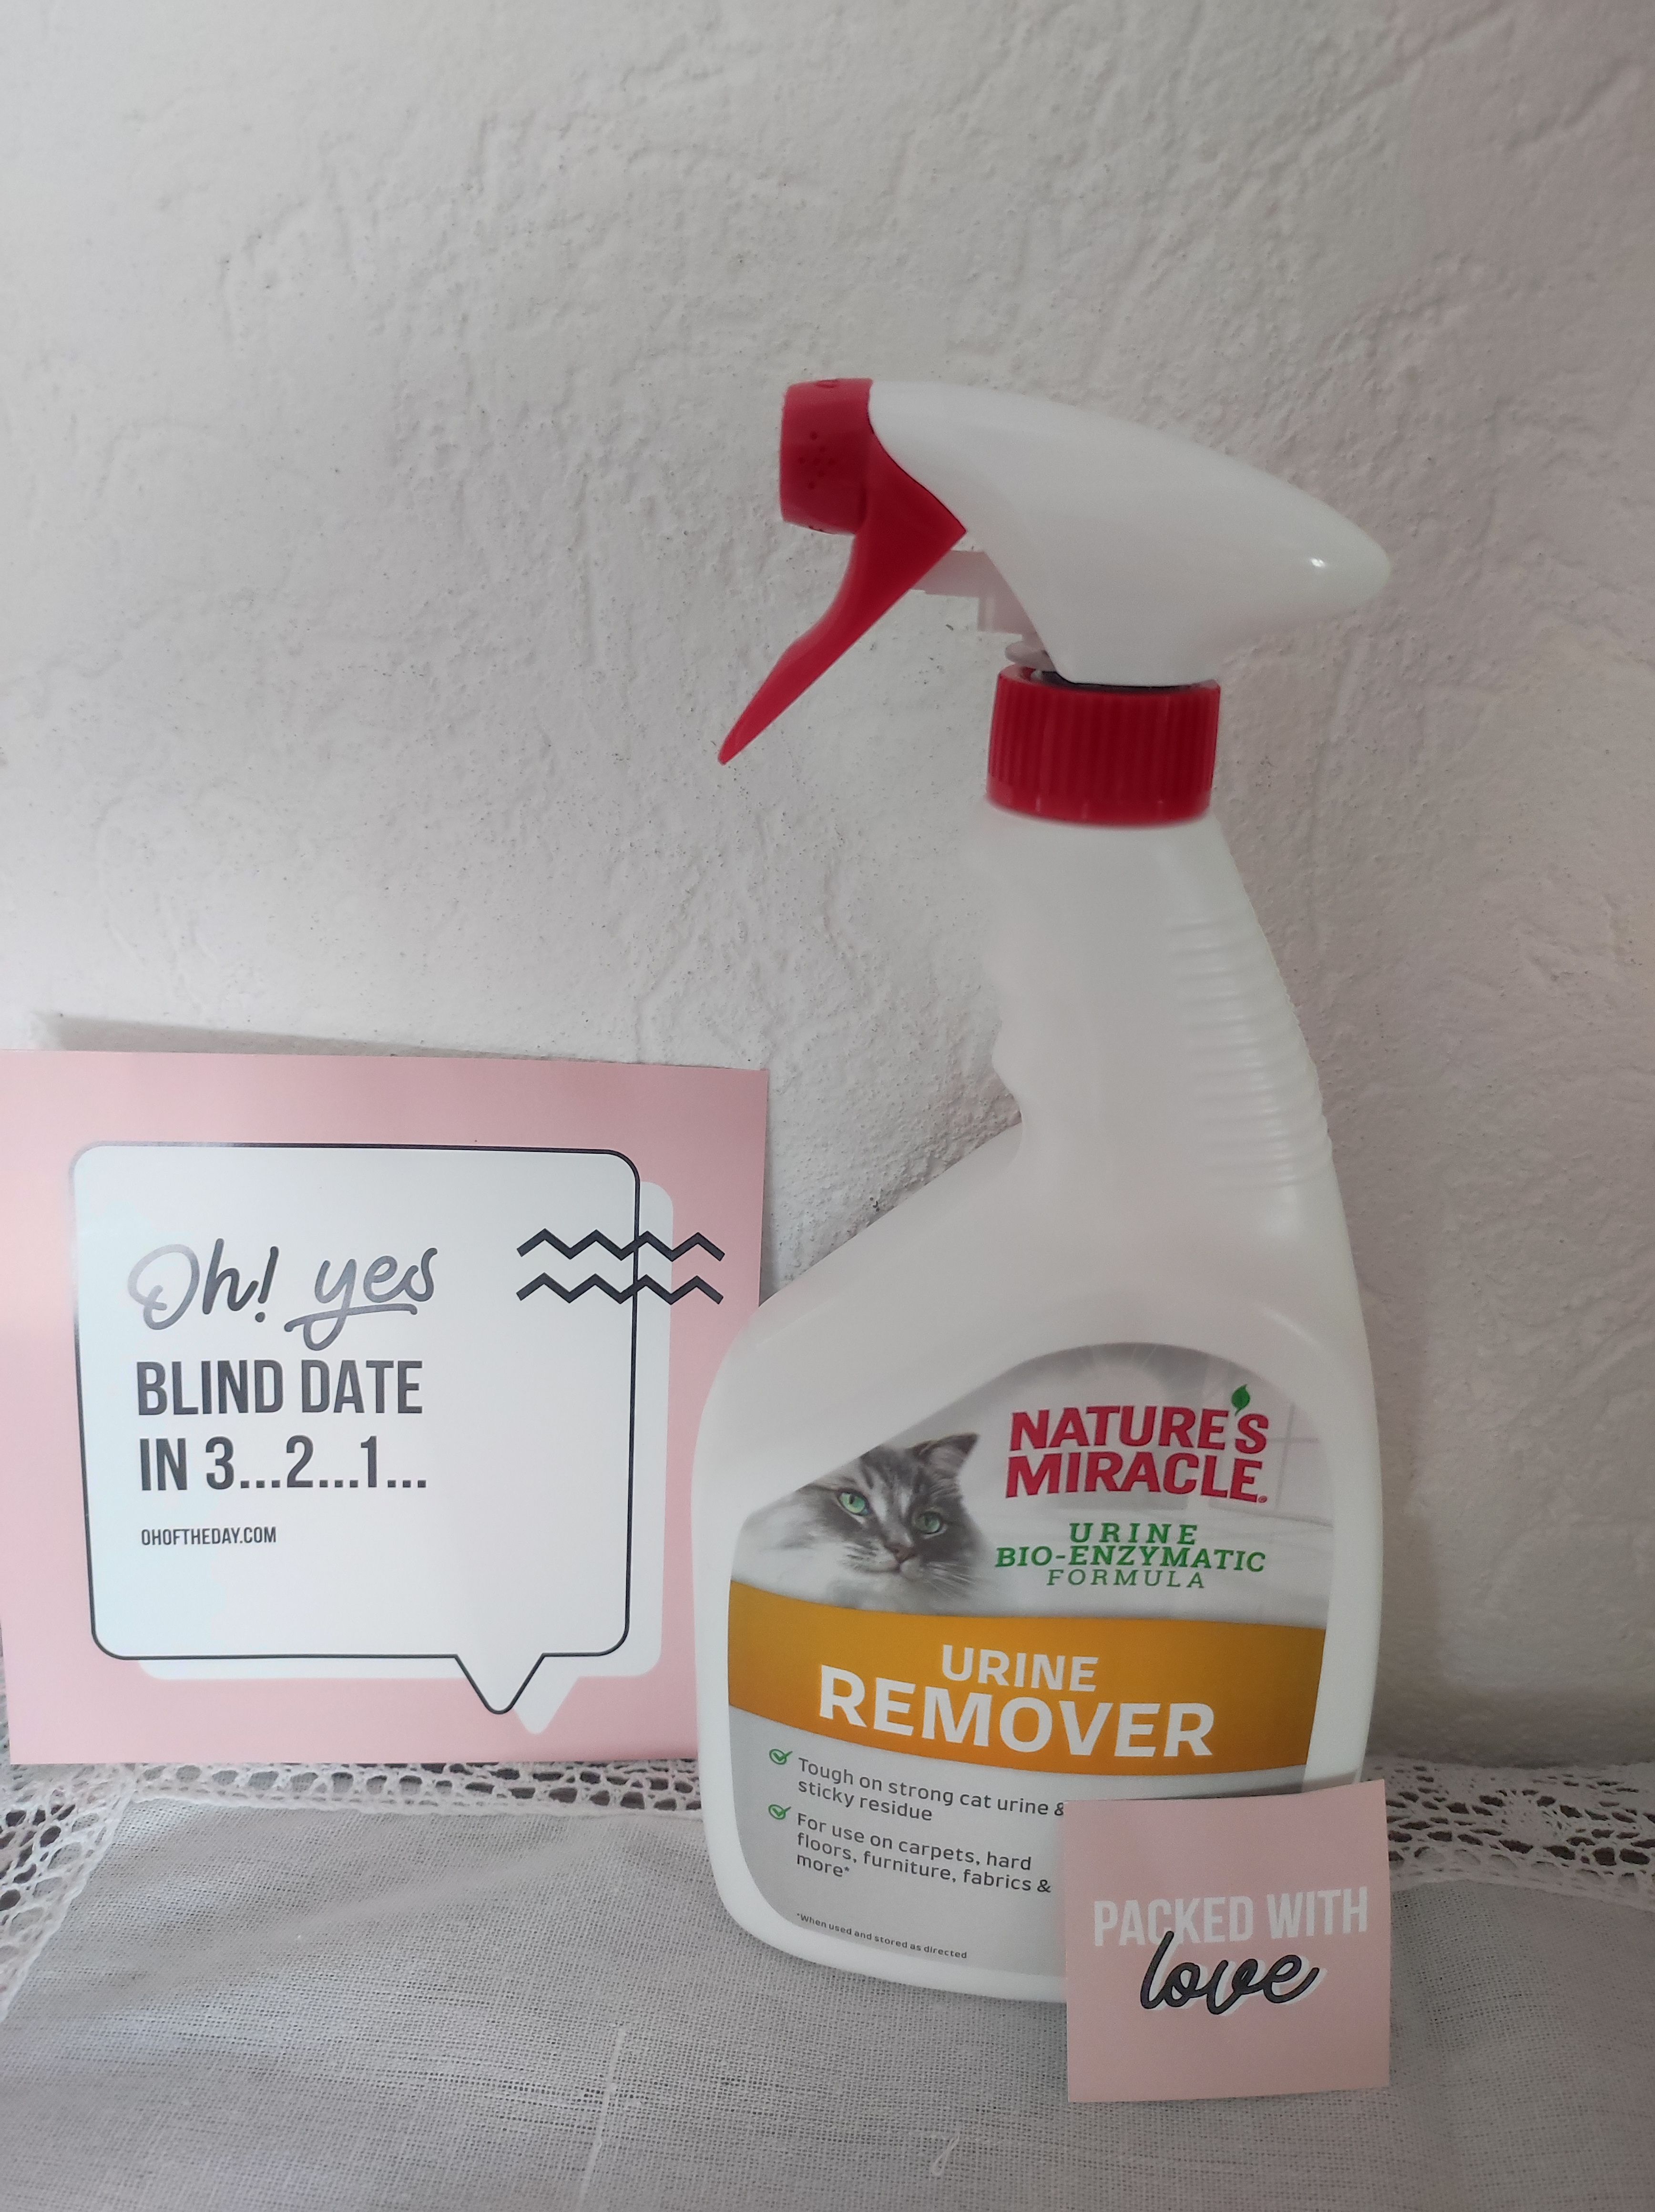 Oh! yes
BLIND DATE
IN 3...2...1...
OHOFTHEDAY.COM
NATURE'S
MIRACLE®
URINE
BIO-ENZYMATIC
FORMULA
URINE
REMOVER
Tough on strong cat urine &
sticky residue
For use on carpets, hard
floors, furniture, fabrics &
more*
*When used and stored as directed
PACKED WITH
love